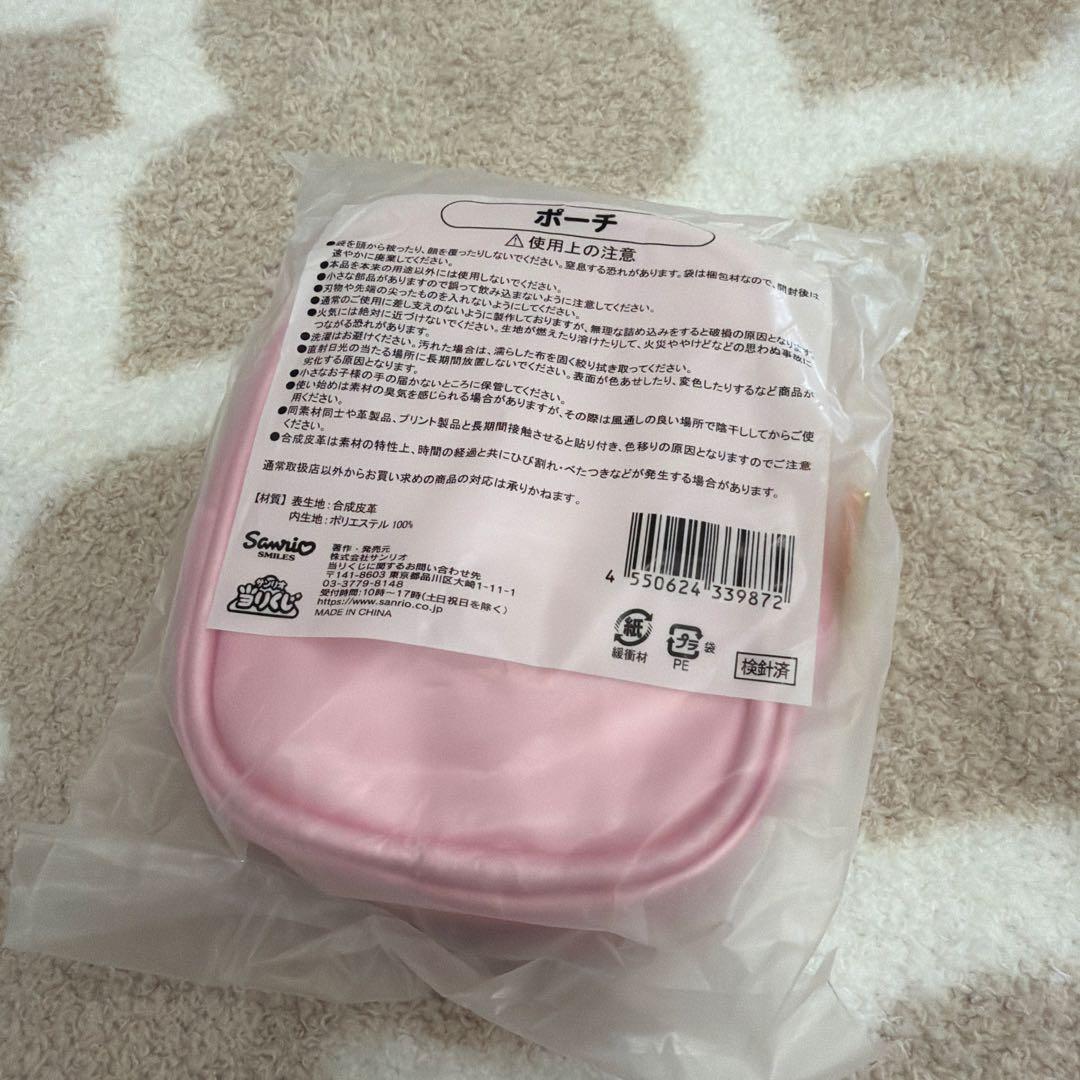 ポーチ
⚠使用上の注意
●袋を頭から被ったり、顔を覆ったりしないでください。窒息する恐れがあります。袋は梱包材なので、開封後は
速やかに廃棄してください。
●本品を本来の用途以外には使用しないでください。
●小さな部品がありますので誤って飲み込まないように注意してください。
●刃物や先端の尖ったものを入れないようにしてください。
●通常のご使用に差し支えのないように製作しておりますが、無理な詰め込みをすると破損の原因となります。
●火気には絶対に近づけないでください。生地が燃えたり溶けたりして、火災ややけどなどの思わぬ事故に
つながる恐れがあります。
●洗濯はお避けください。汚れた場合は、濡らした布を固く絞り拭き取ってください。
●直射日光の当たる場所に長期間放置しないでください。表面が色あせしたり、変色したりするなど商品が
劣化する原因となります。
●小さなお子様の手の届かないところに保管してください。
●使い始めは素材の臭気を感じられる場合がありますが、その際は風通しの良い場所で陰干ししてからご使
用ください。
●同素材同士や革製品、プリント製品と長期間接触させると貼り付き、色移りの原因となりますのでご注意
ください。
●合成皮革は素材の特性上、時間の経過と共にひび割れ・べたつきなどが発生する場合があります。
通常取扱店以外からお買い求めの商品の対応は承りかねます。
【材質】表生地:合成皮革
内生地:ポリエステル 100%
Sanrio
SMILES
サンリオ
当りくじ
著作・発売元
株式会社サンリオ
当りくじに関するお問い合わせ先
〒141-8603 東京都品川区大崎1-11-1
03-3779-8148
受付時間:10時〜17時(土日祝日を除く)
https://www.sanrio.co.jp
MADE IN CHINA
4 550624 339872
紙
緩衝材
プラ
袋
PE
検針済